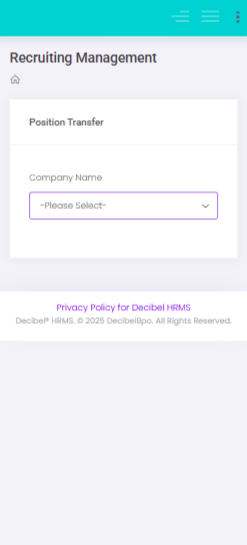 Recruiting Management
Position Transfer
Company Name
-Please Select-
Privacy Policy for Decibel HRMS
Decibel® HRMS. © 2025 DecibelBpo. All Rights Reserved.